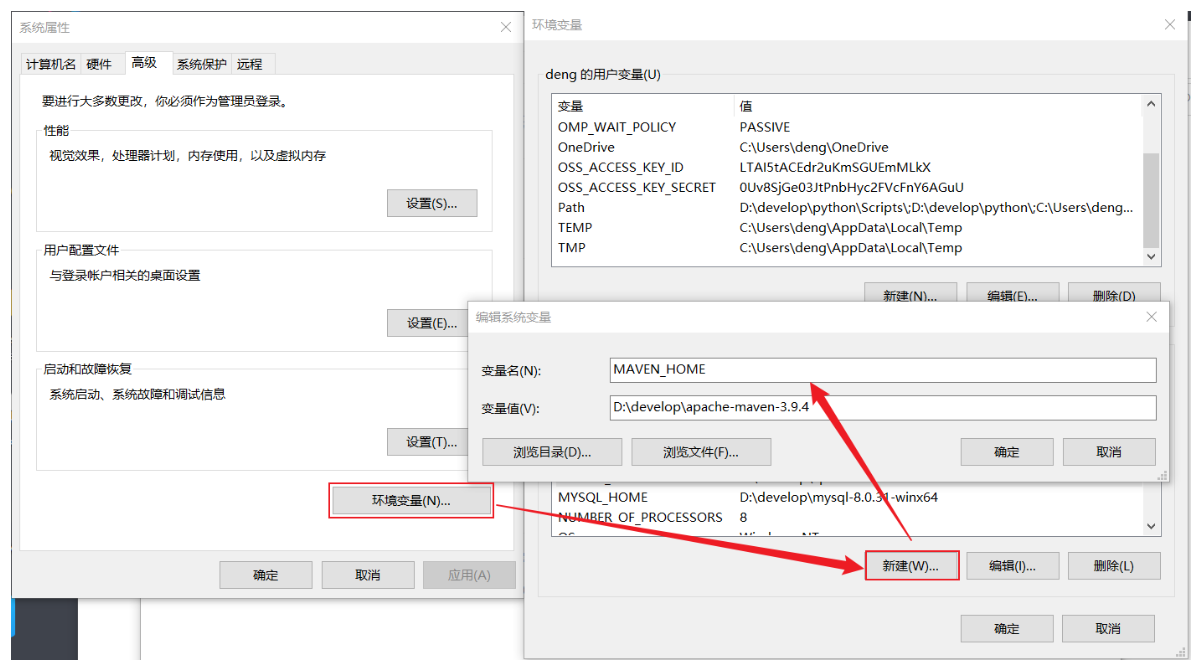 系统属性
计算机名 硬件 高级 系统保护 远程
要进行大多数更改，你必须作为管理员登录。
性能
视觉效果，处理器计划，内存使用，以及虚拟内存
设置(S)...
用户配置文件
与登录帐户相关的桌面设置
设置(E)...
启动和故障恢复
系统启动、系统故障和调试信息
设置(T)...
环境变量(N)...
确定 取消 应用(A)
环境变量
deng 的用户变量(U)
变量 值
OMP_WAIT_POLICY PASSIVE
OneDrive C:\Users\deng\OneDrive
OSS_ACCESS_KEY_ID LTAI5tACEdr2uKmSGUEmMLkX
OSS_ACCESS_KEY_SECRET 0Uv8SjGe03JtPnbHyc2FVcFnY6AGuU
Path D:\develop\python\Scripts\;D:\develop\python\;C:\Users\deng...
TEMP C:\Users\deng\AppData\Local\Temp
TMP C:\Users\deng\AppData\Local\Temp
新建(N)... 编辑(E)... 删除(D)
编辑系统变量
变量名(N): MAVEN_HOME
变量值(V): D:\develop\apache-maven-3.9.4
浏览目录(D)... 浏览文件(F)... 确定 取消
MYSQL_HOME D:\develop\mysql-8.0.31-winx64
NUMBER_OF_PROCESSORS 8
OS Windows_NT
新建(W)... 编辑(I)... 删除(L)
确定 取消